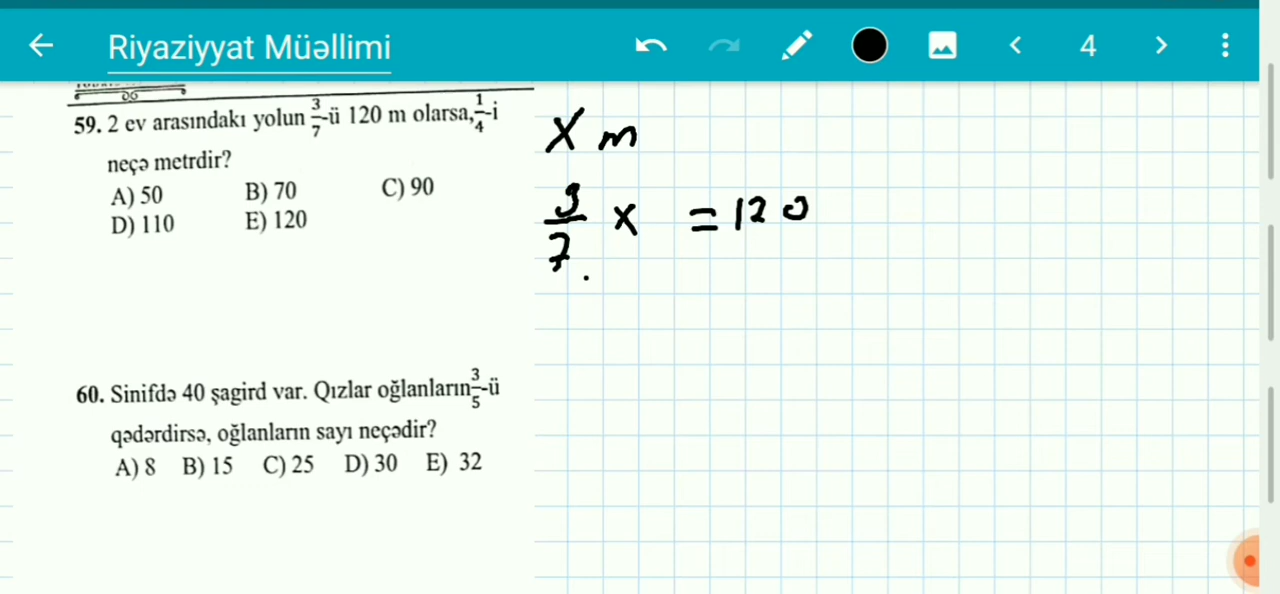 Riyaziyyat Müəllimi
4
59. 2 ev arasındakı yolun 3/7-ü 120 m olarsa, 1/4-i
neçə metrdir?
A) 50 B) 70 C) 90
D) 110 E) 120
X m
3/7 x = 120
60. Sinifdə 40 şagird var. Qızlar oğlanların 3/5-ü
qədərdirsə, oğlanların sayı neçədir?
A) 8 B) 15 C) 25 D) 30 E) 32